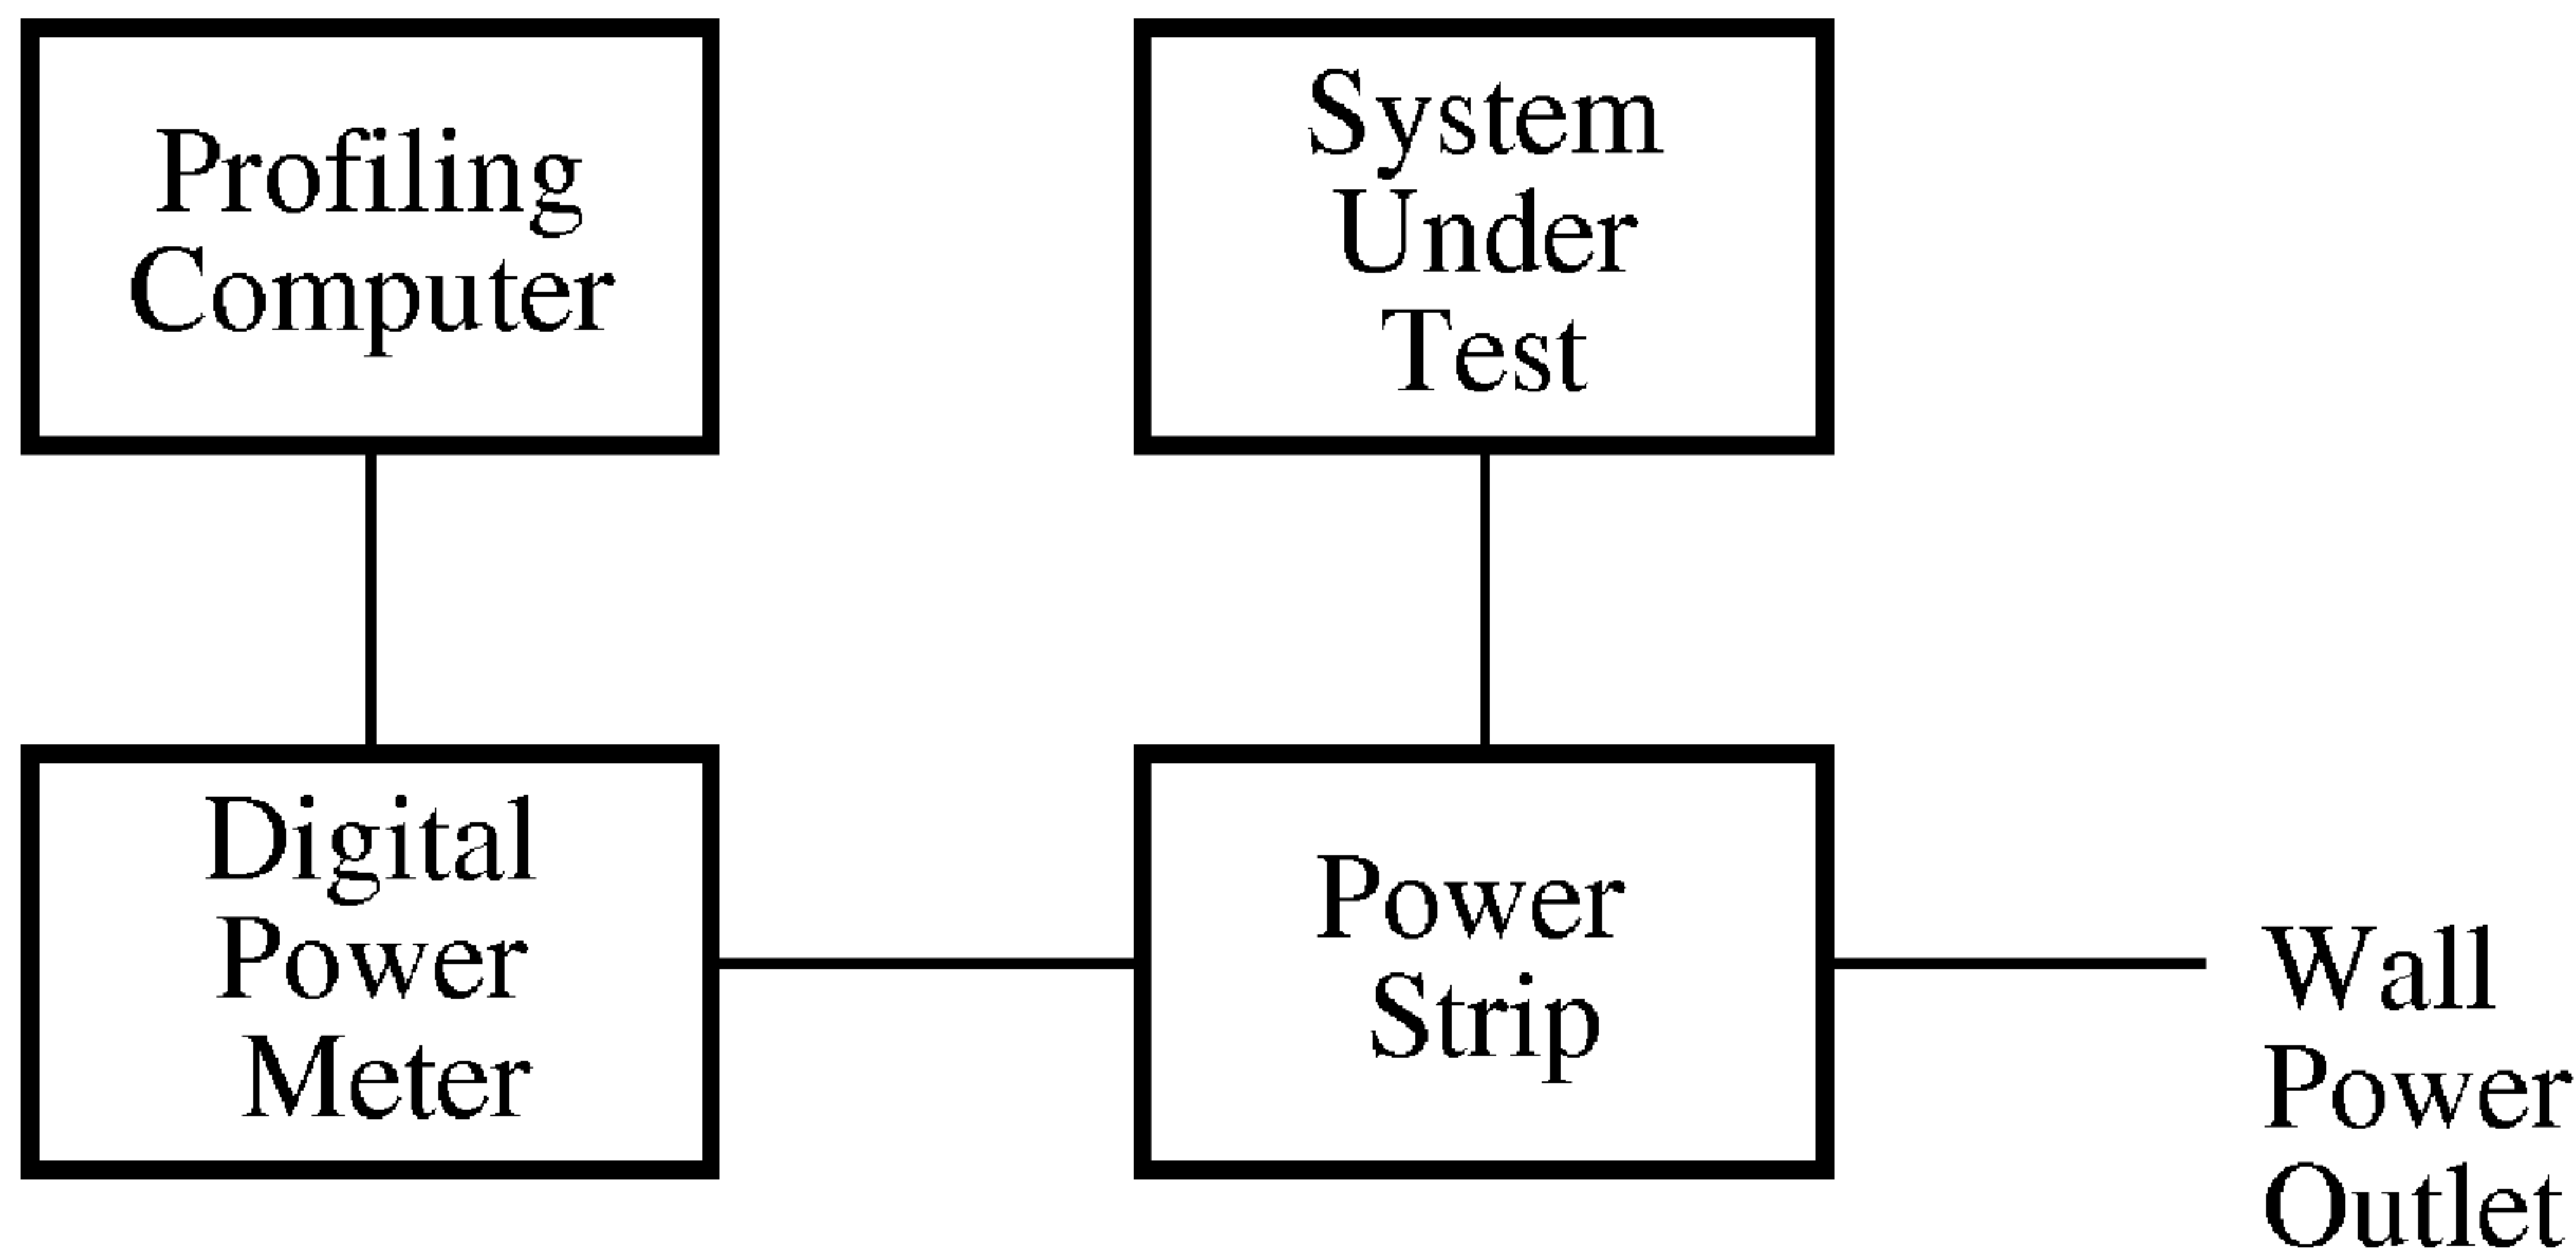 Profiling
Computer
System
Under
Test
Digital
Power
Meter
Power
Strip
Wall
Power
Outlet